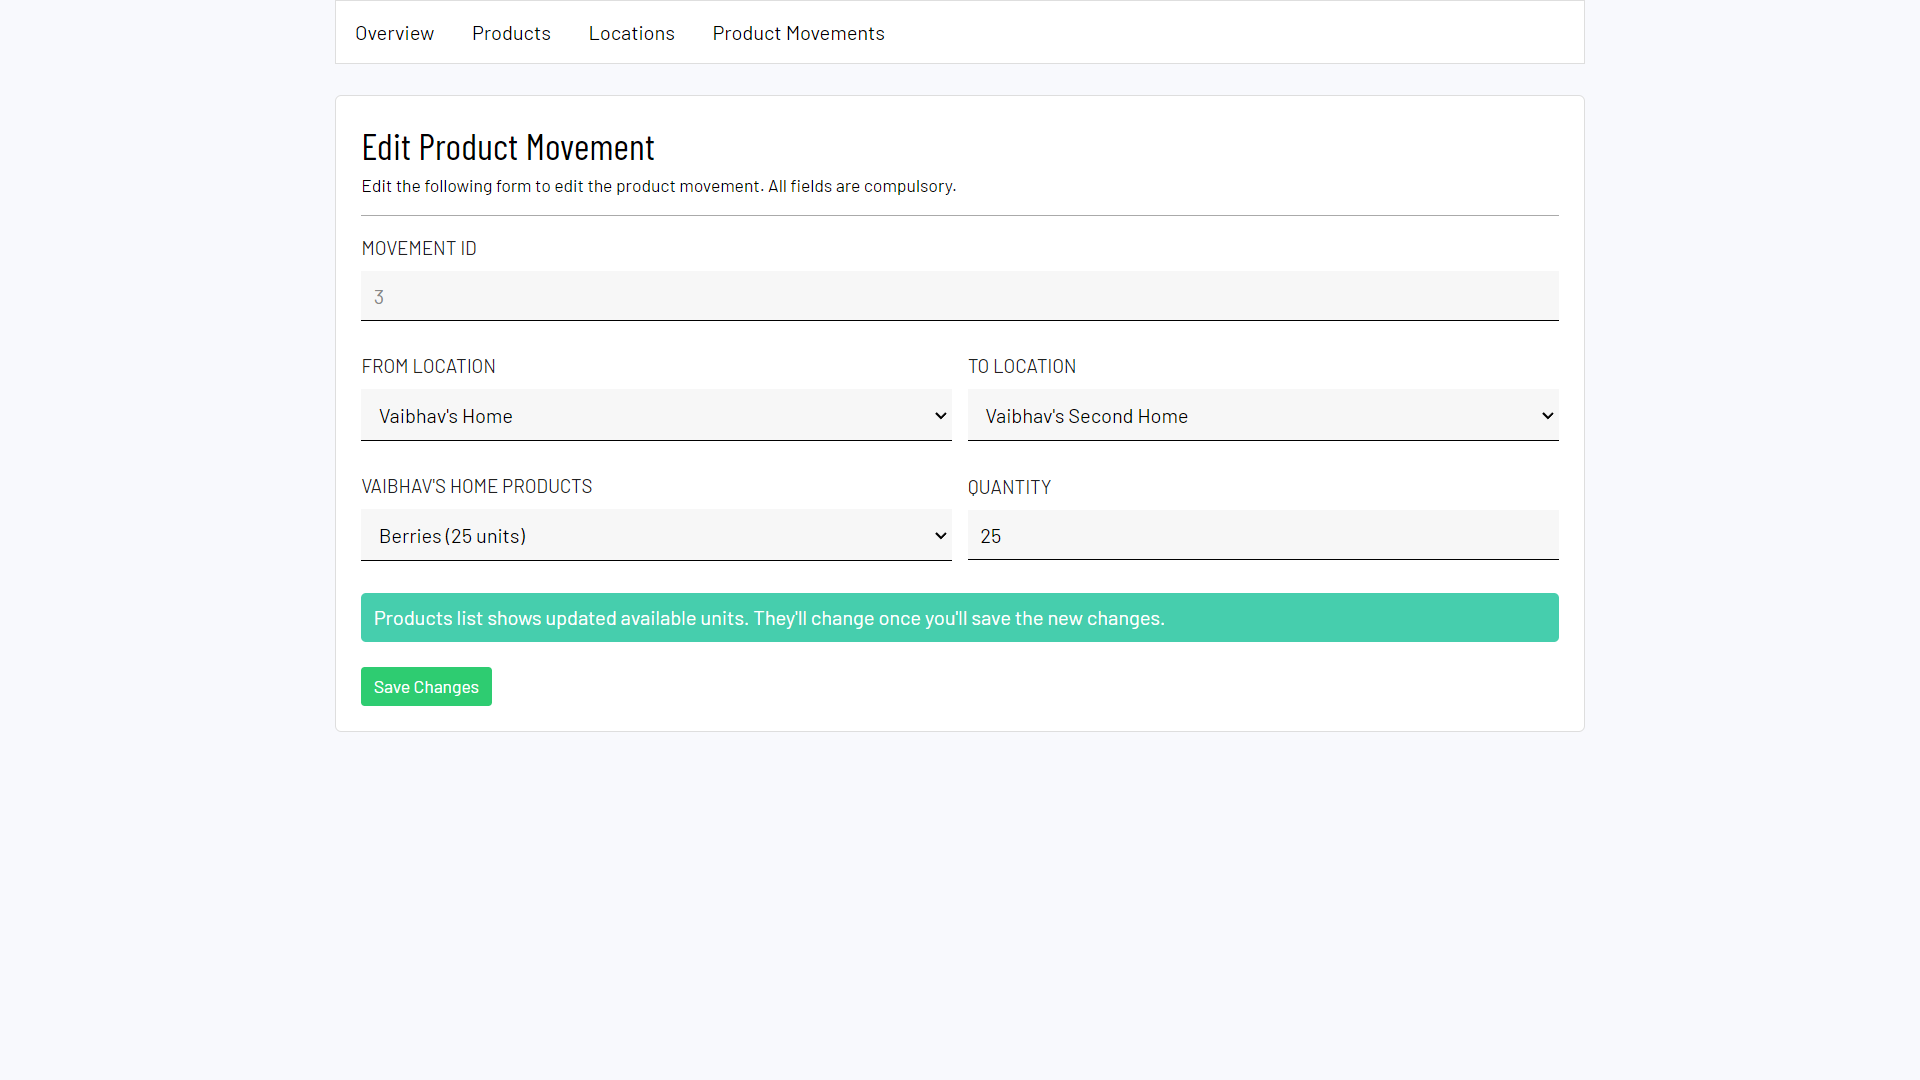 Overview Products Locations Product Movements
Edit Product Movement
Edit the following form to edit the product movement. All fields are compulsory.
MOVEMENT ID
3
FROM LOCATION TO LOCATION
Vaibhav's Home Vaibhav's Second Home
VAIBHAV'S HOME PRODUCTS QUANTITY
Berries (25 units) 25
Products list shows updated available units. They'll change once you'll save the new changes.
Save Changes